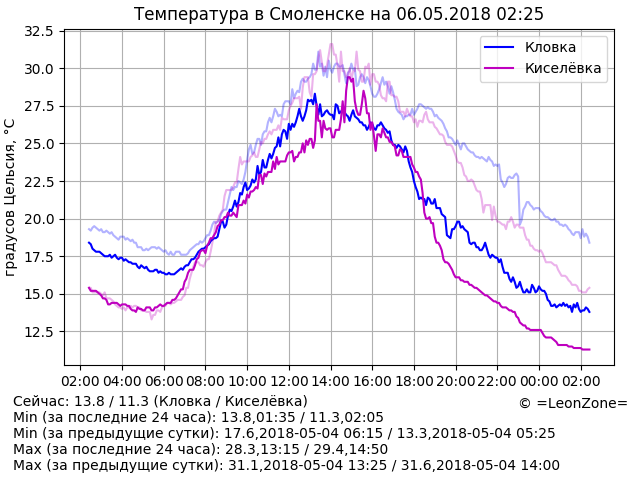 Температура в Смоленске на 06.05.2018 02:25
градусов Цельсия, °C
32.5
30.0
27.5
25.0
22.5
20.0
17.5
15.0
12.5
Кловка
Киселёвка
02:00 04:00 06:00 08:00 10:00 12:00 14:00 16:00 18:00 20:00 22:00 00:00 02:00
Сейчас: 13.8 / 11.3 (Кловка / Киселёвка)
© =LeonZone=
Min (за последние 24 часа): 13.8,01:35 / 11.3,02:05
Min (за предыдущие сутки): 17.6,2018-05-04 06:15 / 13.3,2018-05-04 05:25
Max (за последние 24 часа): 28.3,13:15 / 29.4,14:50
Max (за предыдущие сутки): 31.1,2018-05-04 13:25 / 31.6,2018-05-04 14:00